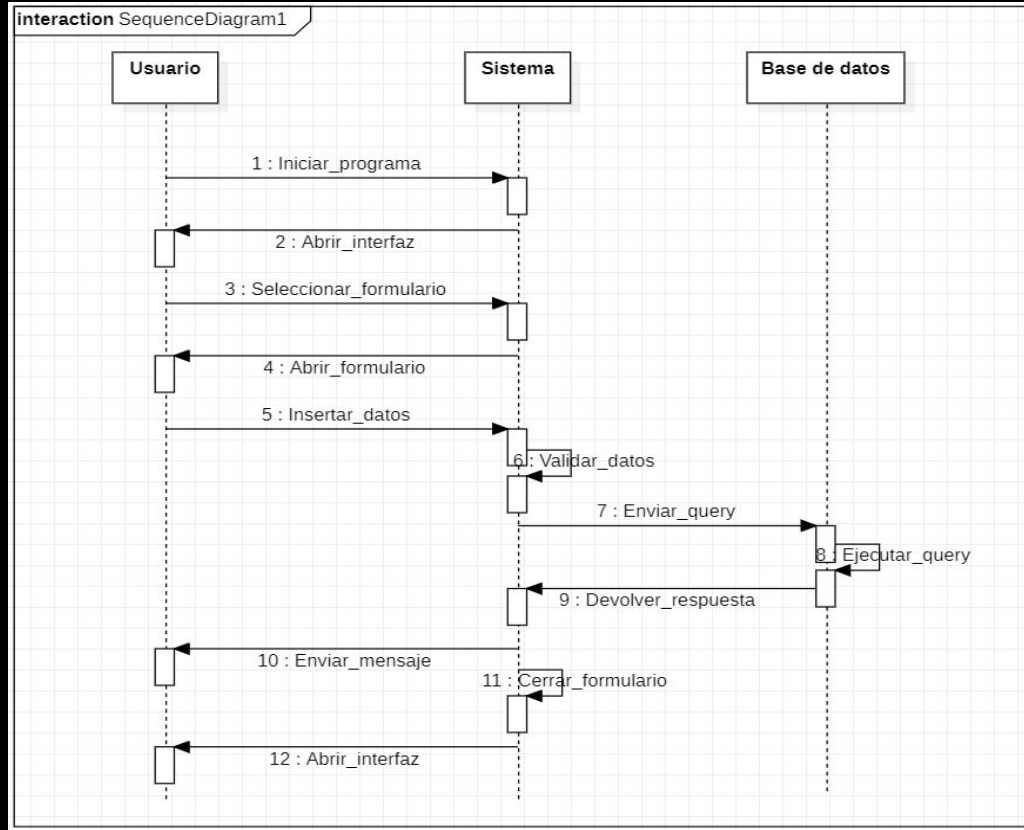 interaction SequenceDiagram1
Usuario
Sistema
Base de datos
1 : Iniciar_programa
2 : Abrir_interfaz
3 : Seleccionar_formulario
4 : Abrir_formulario
5 : Insertar_datos
6 : Validar_datos
7 : Enviar_query
8 : Ejecutar_query
9 : Devolver_respuesta
10 : Enviar_mensaje
11 : Cerrar_formulario
12 : Abrir_interfaz